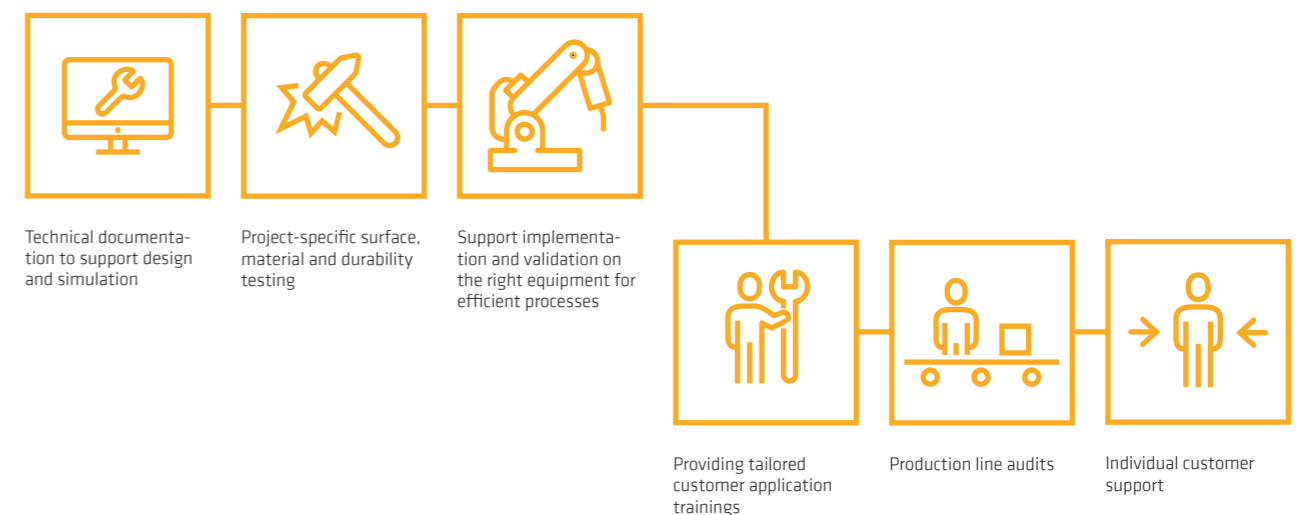 Technical documenta-
tion to support design
and simulation
Project-specific surface,
material and durability
testing
Support implementa-
tion and validation on
the right equipment for
efficient processes
Providing tailored
customer application
trainings
Production line audits
Individual customer
support